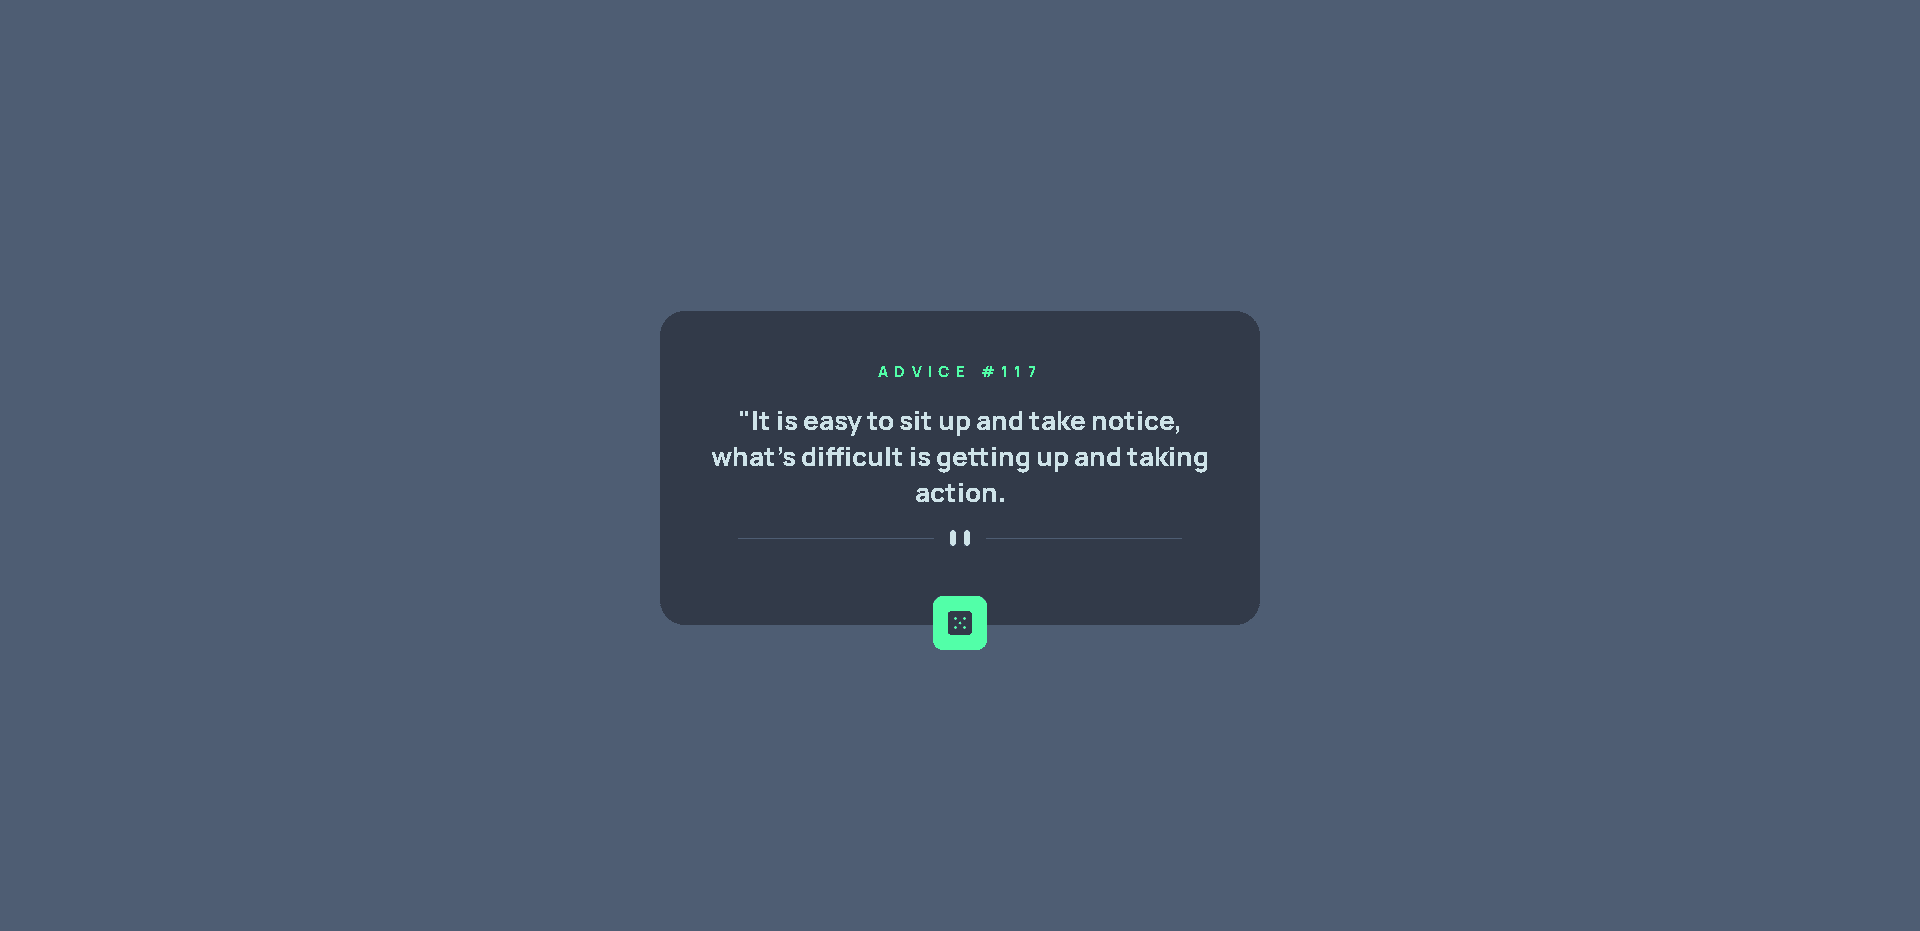 ADVICE #117
"It is easy to sit up and take notice,
what's difficult is getting up and taking
action.